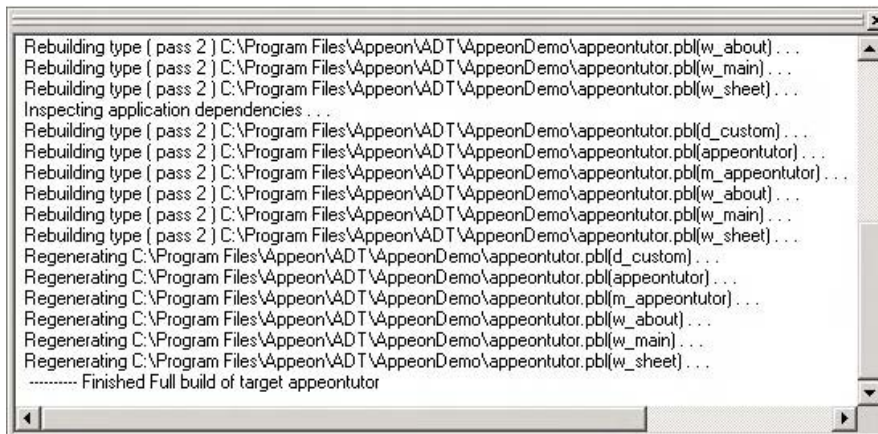 Rebuilding type ( pass 2 ) C:\Program Files\Appeon\ADT\AppeonDemo\appeontutor.pbl(w_about) . . .
Rebuilding type ( pass 2 ) C:\Program Files\Appeon\ADT\AppeonDemo\appeontutor.pbl(w_main) . . .
Rebuilding type ( pass 2 ) C:\Program Files\Appeon\ADT\AppeonDemo\appeontutor.pbl(w_sheet) . . .
Inspecting application dependencies . . .
Rebuilding type ( pass 2 ) C:\Program Files\Appeon\ADT\AppeonDemo\appeontutor.pbl(d_custom) . . .
Rebuilding type ( pass 2 ) C:\Program Files\Appeon\ADT\AppeonDemo\appeontutor.pbl(appeontutor) . . .
Rebuilding type ( pass 2 ) C:\Program Files\Appeon\ADT\AppeonDemo\appeontutor.pbl(m_appeontutor) . . .
Rebuilding type ( pass 2 ) C:\Program Files\Appeon\ADT\AppeonDemo\appeontutor.pbl(w_about) . . .
Rebuilding type ( pass 2 ) C:\Program Files\Appeon\ADT\AppeonDemo\appeontutor.pbl(w_main) . . .
Rebuilding type ( pass 2 ) C:\Program Files\Appeon\ADT\AppeonDemo\appeontutor.pbl(w_sheet) . . .
Regenerating C:\Program Files\Appeon\ADT\AppeonDemo\appeontutor.pbl(d_custom) . . .
Regenerating C:\Program Files\Appeon\ADT\AppeonDemo\appeontutor.pbl(appeontutor) . . .
Regenerating C:\Program Files\Appeon\ADT\AppeonDemo\appeontutor.pbl(m_appeontutor) . . .
Regenerating C:\Program Files\Appeon\ADT\AppeonDemo\appeontutor.pbl(w_about) . . .
Regenerating C:\Program Files\Appeon\ADT\AppeonDemo\appeontutor.pbl(w_main) . . .
Regenerating C:\Program Files\Appeon\ADT\AppeonDemo\appeontutor.pbl(w_sheet) . . .
---------- Finished Full build of target appeontutor